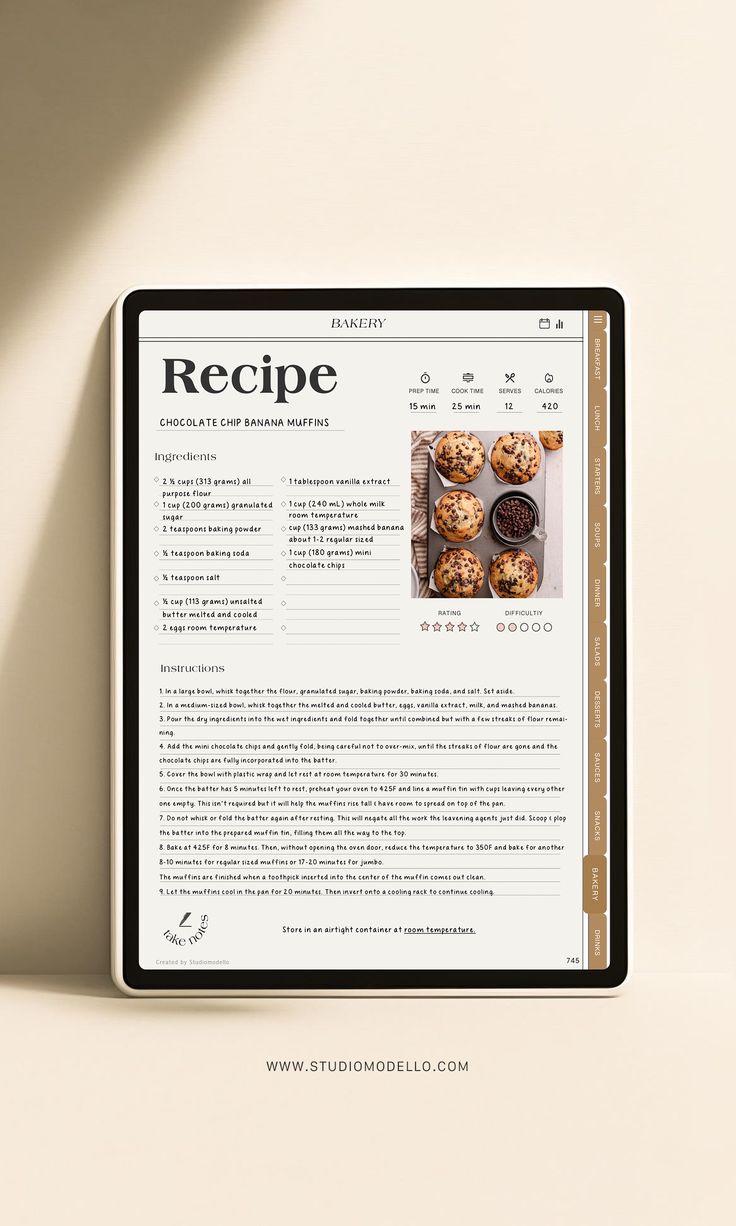 BAKERY
Recipe
CHOCOLATE CHIP BANANA MUFFINS
PREP TIME
COOK TIME
SERVES
CALORIES
15 min
25 min
12
420
Ingredients
2 ½ cups (313 grams) all
purpose flour
1 cup (200 grams) granulated
sugar
2 teaspoons baking powder
½ teaspoon baking soda
½ teaspoon salt
½ cup (113 grams) unsalted
butter melted and cooled
2 eggs room temperature
1 tablespoon vanilla extract
1 cup (240 mL) whole milk
room temperature
cup (133 grams) mashed banana
about 1-2 regular sized
1 cup (180 grams) mini
chocolate chips
RATING
DIFFICULTIY
Instructions
1. In a large bowl, whisk together the flour, granulated sugar, baking powder, baking soda, and salt. Set aside.
2. In a medium-sized bowl, whisk together the melted and cooled butter, eggs, vanilla extract, milk, and mashed bananas.
3. Pour the dry ingredients into the wet ingredients and fold together until combined but with a few streaks of flour remai-
ning.
4. Add the mini chocolate chips and gently fold, being careful not to over-mix, until the streaks of flour are gone and the
chocolate chips are fully incorporated into the batter.
5. Cover the bowl with plastic wrap and let rest at room temperature for 30 minutes.
6. Once the batter has 5 minutes left to rest, preheat your oven to 425F and line a muffin tin with cups leaving every other
one empty. This isn't required but it will help the muffins rise tall & have room to spread on top of the pan.
7. Do not whisk or fold the batter again after resting. This will negate all the work the leavening agents just did. Scoop & plop
the batter into the prepared muffin tin, filling them all the way to the top.
8. Bake at 425F for 8 minutes. Then, without opening the oven door, reduce the temperature to 350F and bake for another
8-10 minutes for regular sized muffins or 17-20 minutes for jumbo.
The muffins are finished when a toothpick inserted into the center of the muffin comes out clean.
9. Let the muffins cool in the pan for 20 minutes. Then invert onto a cooling rack to continue cooling.
take notes
Store in an airtight container at room temperature.
Created by Studiomodello
745
BREAKFAST
LUNCH
STARTERS
SOUPS
DINNER
SALADS
DESSERTS
SAUCES
SNACKS
BAKERY
DRINKS
WWW.STUDIOMODELLO.COM